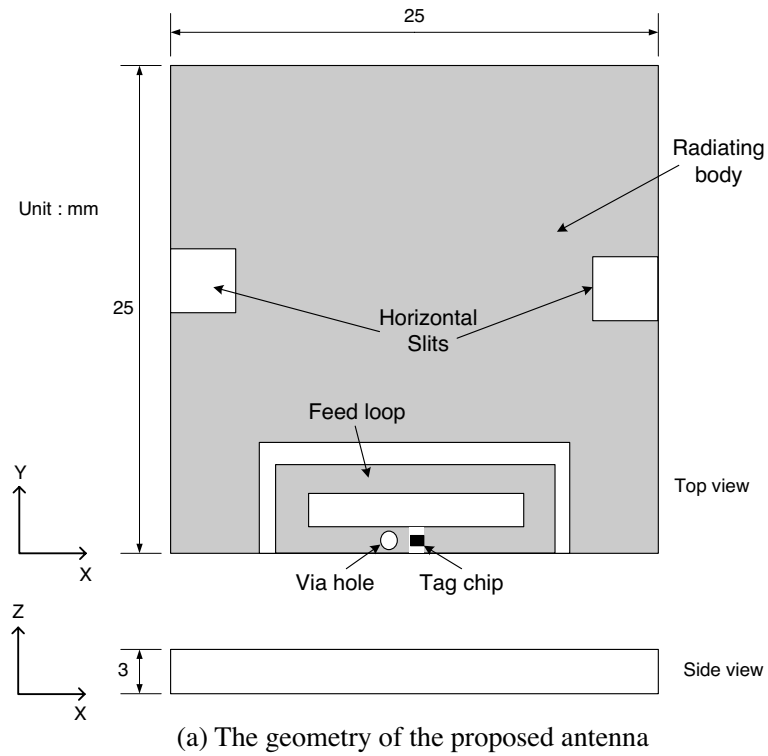 25
Radiating
body
Unit : mm
25
Horizontal
Slits
Feed loop
Y
X
Top view
Via hole
Tag chip
Z
3
X
Side view
(a) The geometry of the proposed antenna